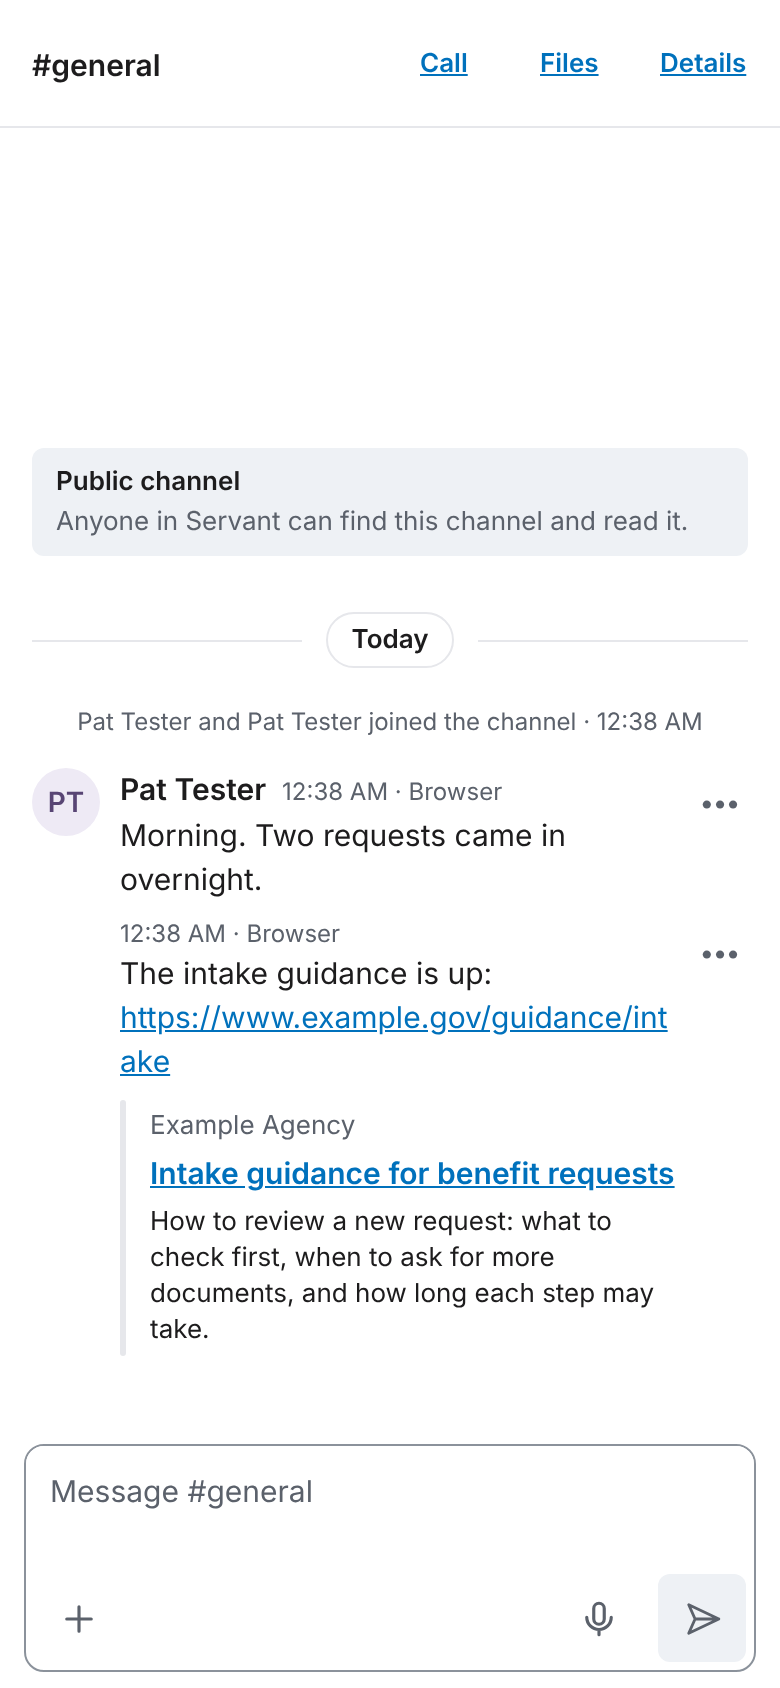 #general
Call
Files
Details
Public channel
Anyone in Servant can find this channel and read it.
Today
Pat Tester and Pat Tester joined the channel · 12:38 AM
PT
Pat Tester 12:38 AM · Browser
Morning. Two requests came in
overnight.
12:38 AM · Browser
The intake guidance is up:
https://www.example.gov/guidance/int
ake
Example Agency
Intake guidance for benefit requests
How to review a new request: what to
check first, when to ask for more
documents, and how long each step may
take.
Message #general